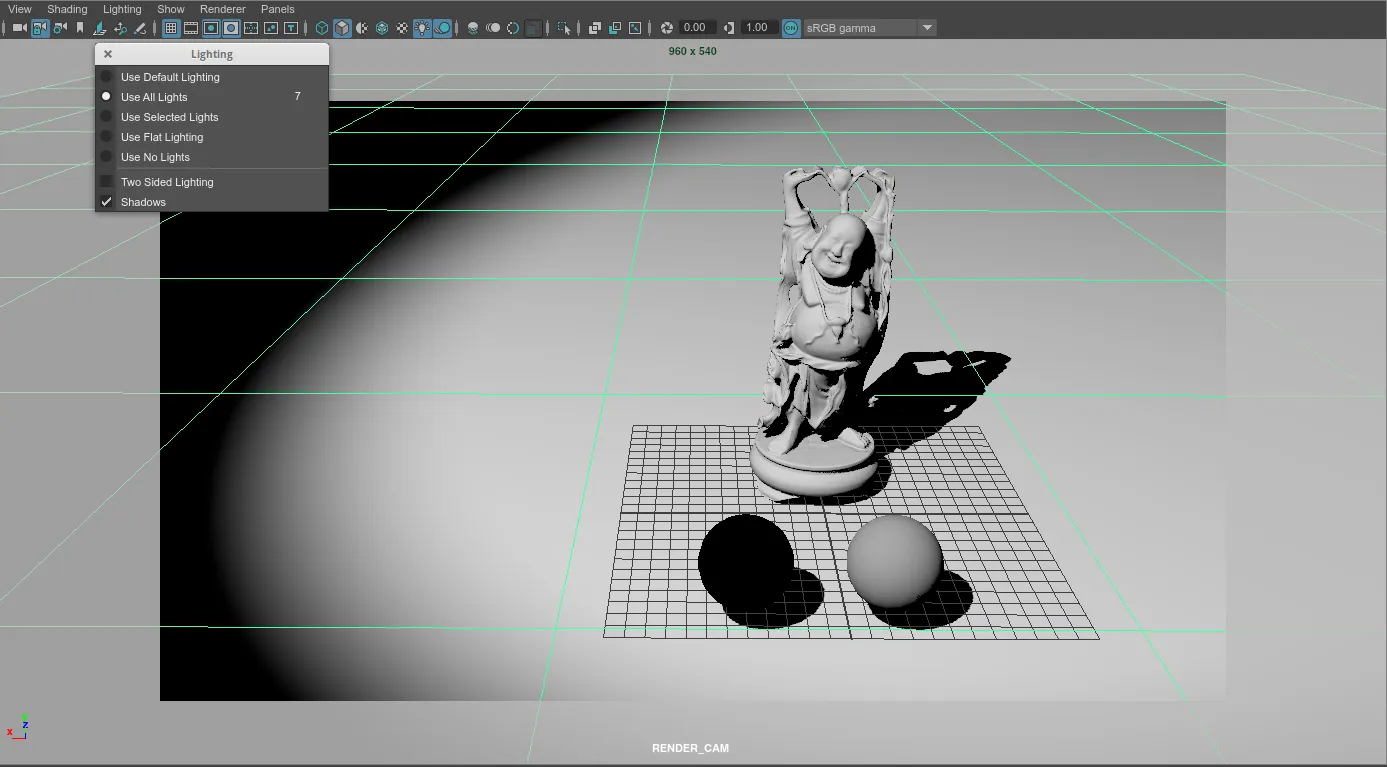 View Shading Lighting Show Renderer Panels
0.00 1.00 ON sRGB gamma
Lighting
960 x 540
Use Default Lighting
Use All Lights 7
Use Selected Lights
Use Flat Lighting
Use No Lights
Two Sided Lighting
Shadows
z
x
RENDER_CAM